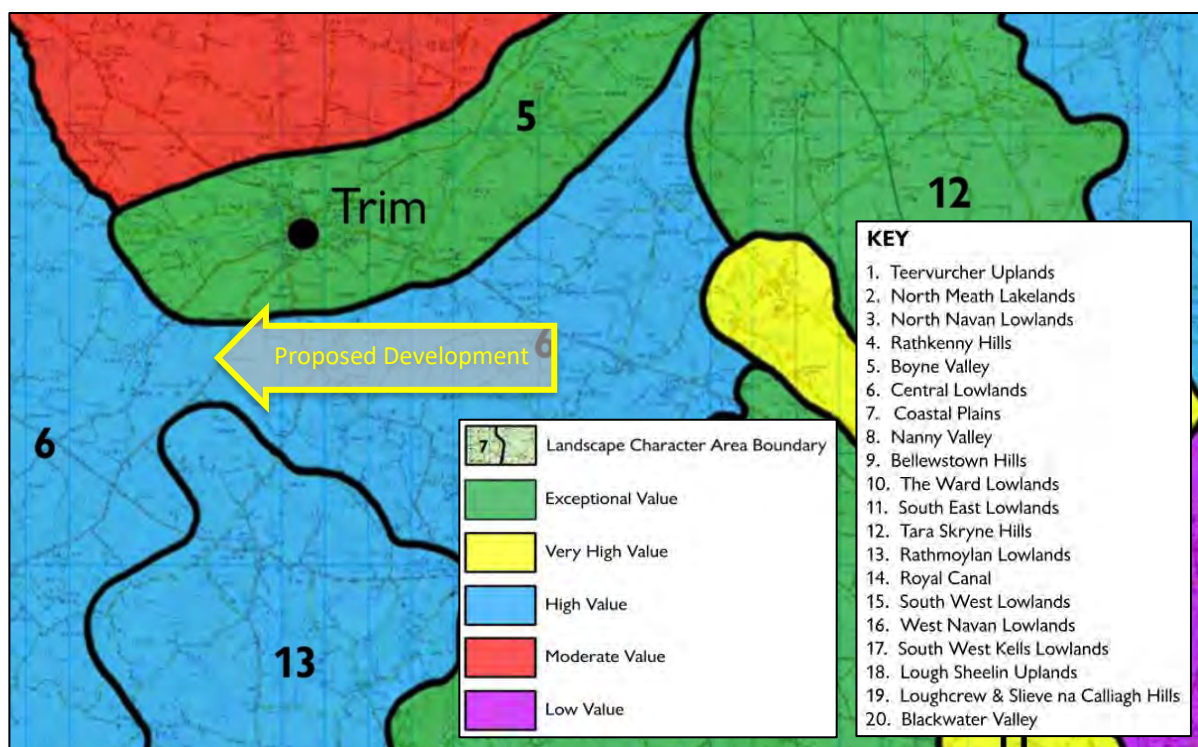 5
Trim
12
Proposed Development
6
6
13
7
Landscape Character Area Boundary
Exceptional Value
Very High Value
High Value
Moderate Value
Low Value
KEY
1. Teervurcher Uplands
2. North Meath Lakelands
3. North Navan Lowlands
4. Rathkenny Hills
5. Boyne Valley
6. Central Lowlands
7. Coastal Plains
8. Nanny Valley
9. Bellewstown Hills
10. The Ward Lowlands
11. South East Lowlands
12. Tara Skryne Hills
13. Rathmoylan Lowlands
14. Royal Canal
15. South West Lowlands
16. West Navan Lowlands
17. South West Kells Lowlands
18. Lough Sheelin Uplands
19. Loughcrew & Slieve na Calliagh Hills
20. Blackwater Valley